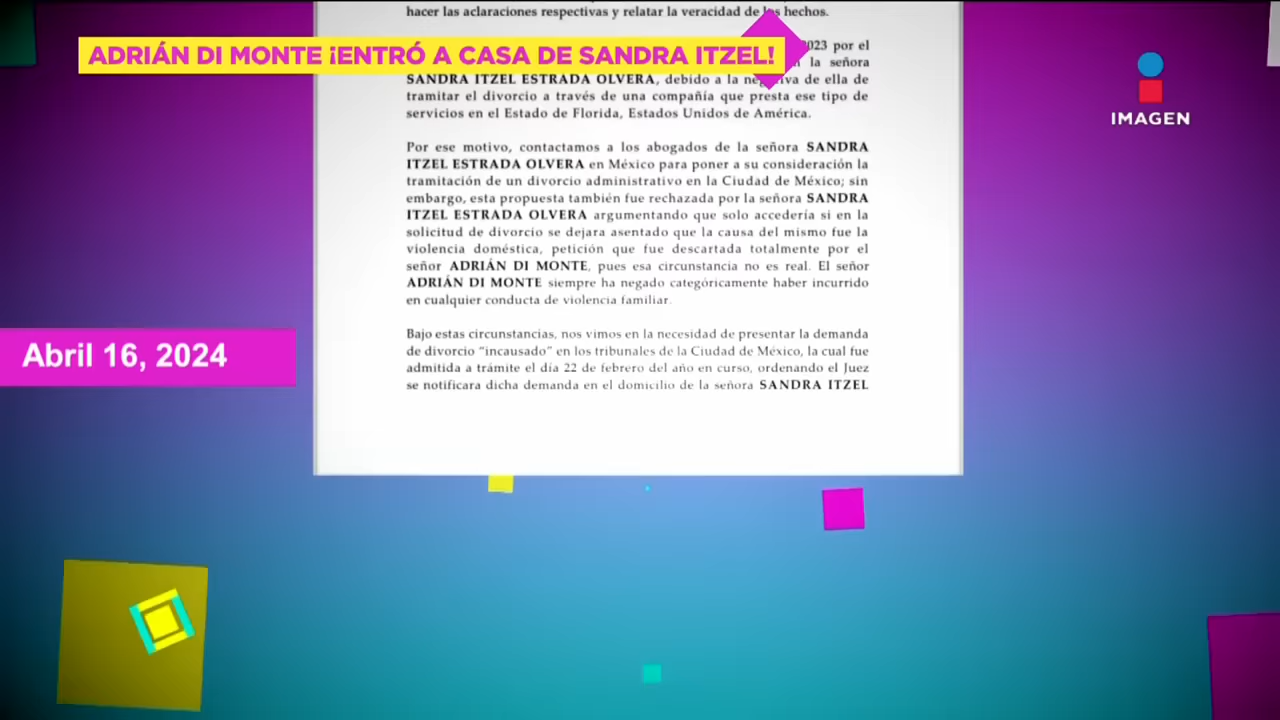 hacer las aclaraciones respectivas y relatar la veracidad de los hechos.
ADRIÁN DI MONTE ¡ENTRÓ A CASA DE SANDRA ITZEL!
2023 por el
la señora
SANDRA ITZEL ESTRADA OLVERA, debido a la negativa de ella de
tramitar el divorcio a través de una compañía que presta ese tipo de
servicios en el Estado de Florida, Estados Unidos de América.
IMAGEN
Por ese motivo, contactamos a los abogados de la señora SANDRA
ITZEL ESTRADA OLVERA en México para poner a su consideración la
tramitación de un divorcio administrativo en la Ciudad de México; sin
embargo, esta propuesta también fue rechazada por la señora SANDRA
ITZEL ESTRADA OLVERA argumentando que solo accedería si en la
solicitud de divorcio se dejara asentado que la causa del mismo fue la
violencia doméstica, petición que fue descartada totalmente por el
señor ADRIÁN DI MONTE, pues esa circunstancia no es real. El señor
ADRIÁN DI MONTE siempre ha negado categóricamente haber incurrido
en cualquier conducta de violencia familiar.
Bajo estas circunstancias, nos vimos en la necesidad de presentar la demanda
de divorcio “incausado” en los tribunales de la Ciudad de México, la cual fue
admitida a trámite el día 22 de febrero del año en curso, ordenando el Juez
se notificara dicha demanda en el domicilio de la señora SANDRA ITZEL
Abril 16, 2024